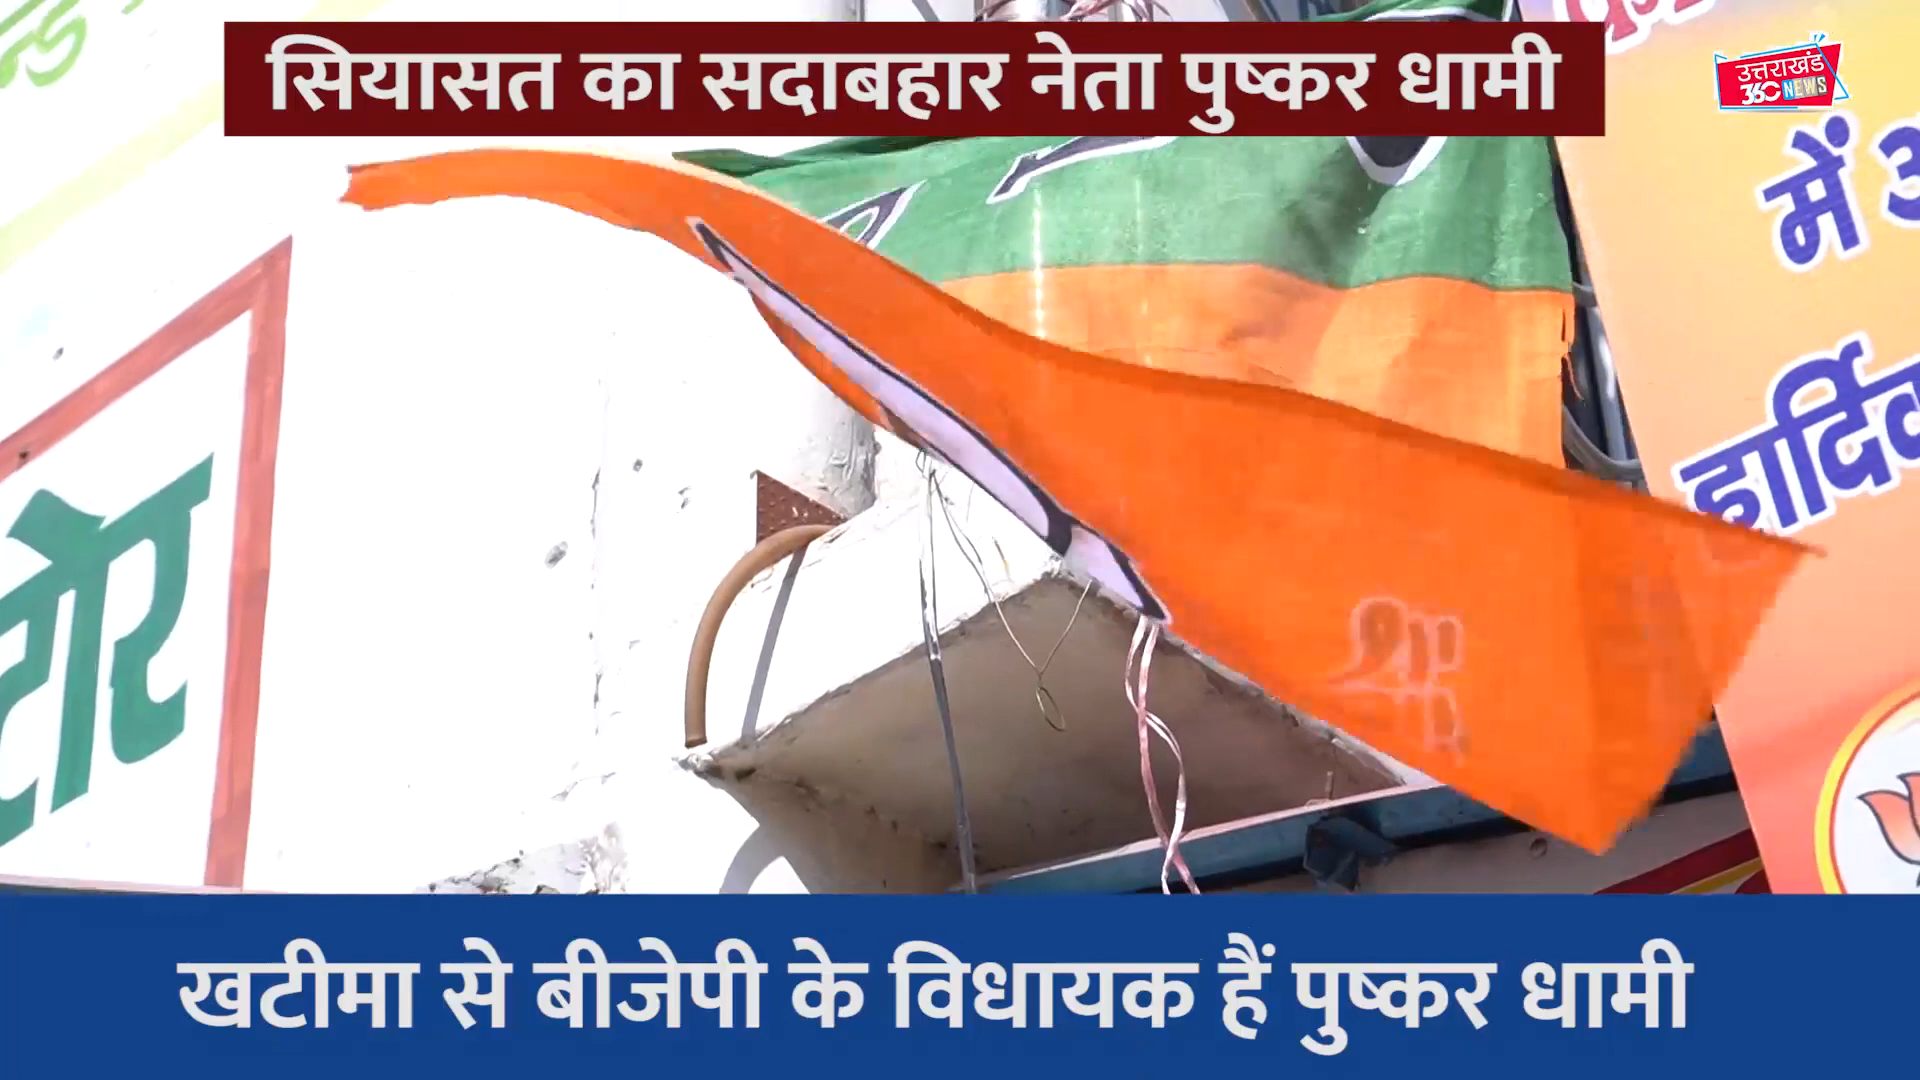 सियासत का सदाबहार नेता पुष्कर धामी
उत्तराखंड
360 NEWS
में
टोर
खटीमा से बीजेपी के विधायक हैं पुष्कर धामी